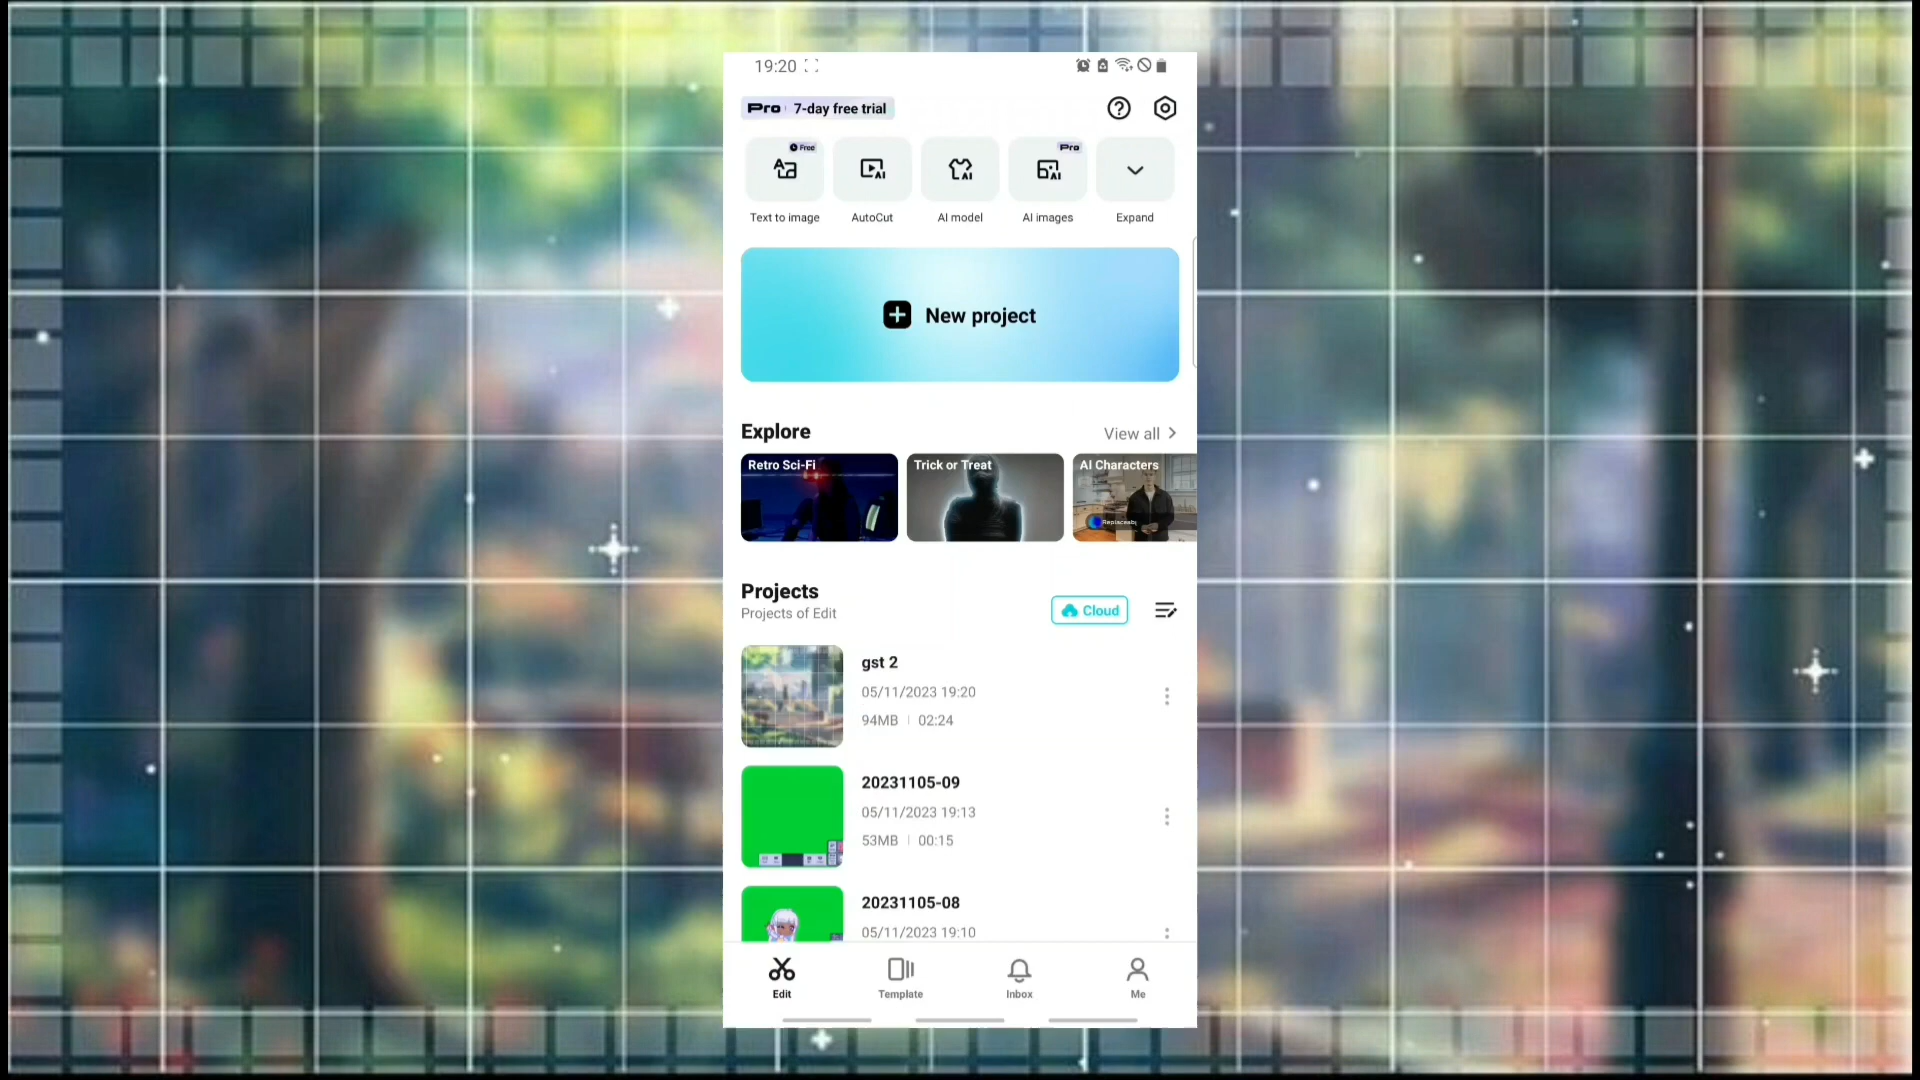 19:20
Pro 7-day free trial
Free
Pro
Text to image
AutoCut
AI model
AI images
Expand
New project
Explore
View all
Retro Sci-Fi
Trick or Treat
AI Characters
Projects
Projects of Edit
Cloud
gst 2
05/11/2023 19:20
94MB 02:24
20231105-09
05/11/2023 19:13
53MB 00:15
20231105-08
05/11/2023 19:10
Edit
Template
Inbox
Me